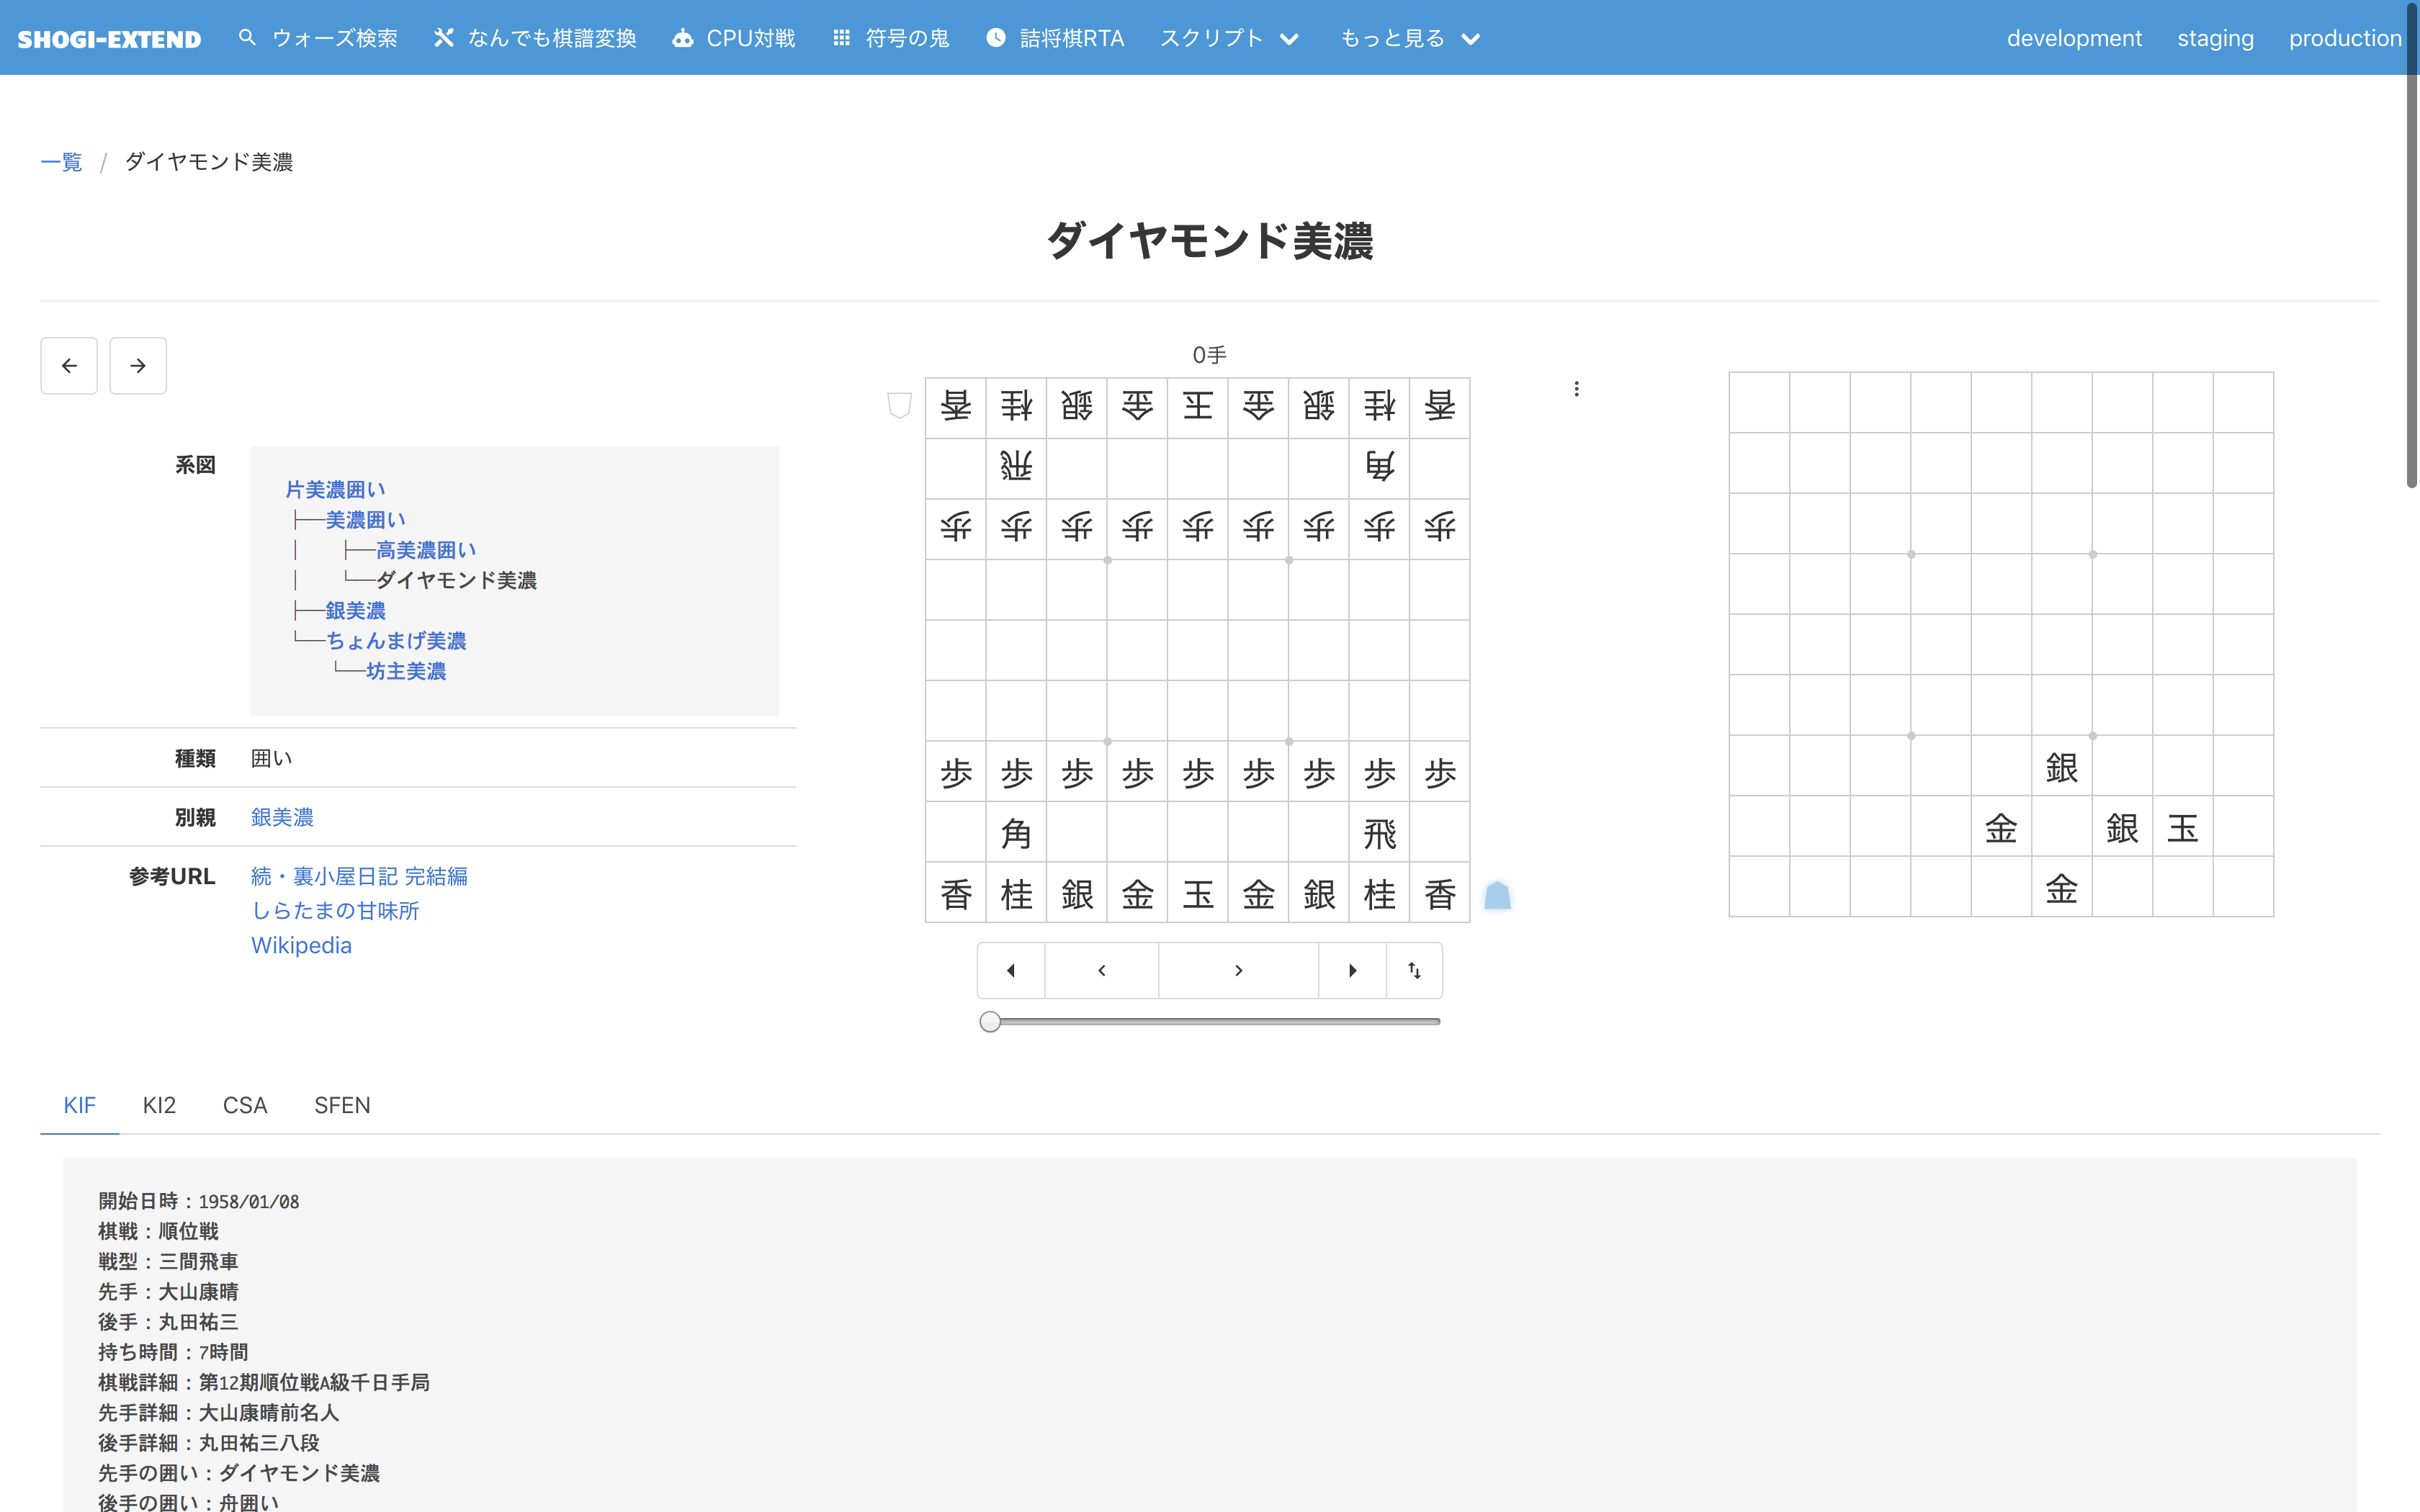 SHOGI-EXTEND ウォーズ検索 なんでも棋譜変換 CPU対戦 符号の鬼 詰将棋RTA スクリプト もっと見る development staging production
一覧 / ダイヤモンド美濃
ダイヤモンド美濃
系図
片美濃囲い
├──美濃囲い
│   ├──高美濃囲い
│   └──ダイヤモンド美濃
├──銀美濃
└──ちょんまげ美濃
    └──坊主美濃
種類 囲い
別親 銀美濃
参考URL 続・裏小屋日記 完結編
しらたまの甘味所
Wikipedia
0手
香 桂 銀 金 玉 金 銀 桂 香
飛 角
歩 歩 歩 歩 歩 歩 歩 歩 歩
歩 歩 歩 歩 歩 歩 歩 歩 歩
角 飛
香 桂 銀 金 玉 金 銀 桂 香
銀
金 銀 玉
金
KIF KI2 CSA SFEN
開始日時：1958/01/08
棋戦：順位戦
戦型：三間飛車
先手：大山康晴
後手：丸田祐三
持ち時間：7時間
棋戦詳細：第12期順位戦A級千日手局
先手詳細：大山康晴前名人
後手詳細：丸田祐三八段
先手の囲い：ダイヤモンド美濃
後手の囲い：舟囲い